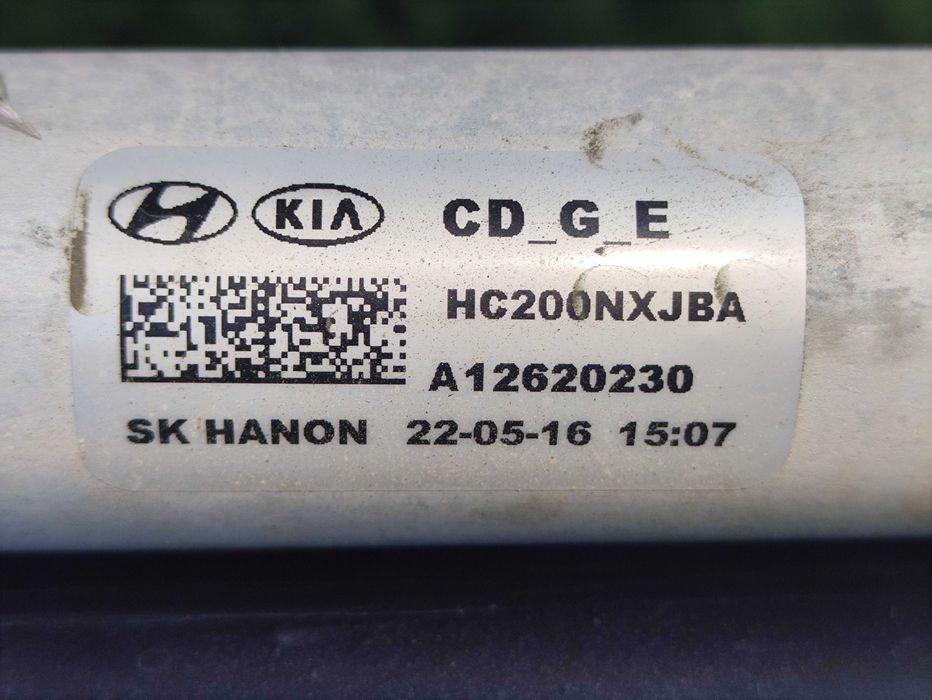 KIA CD_G_E
HC200NXJBA
A12620230
SK HANON 22-05-16 15:07